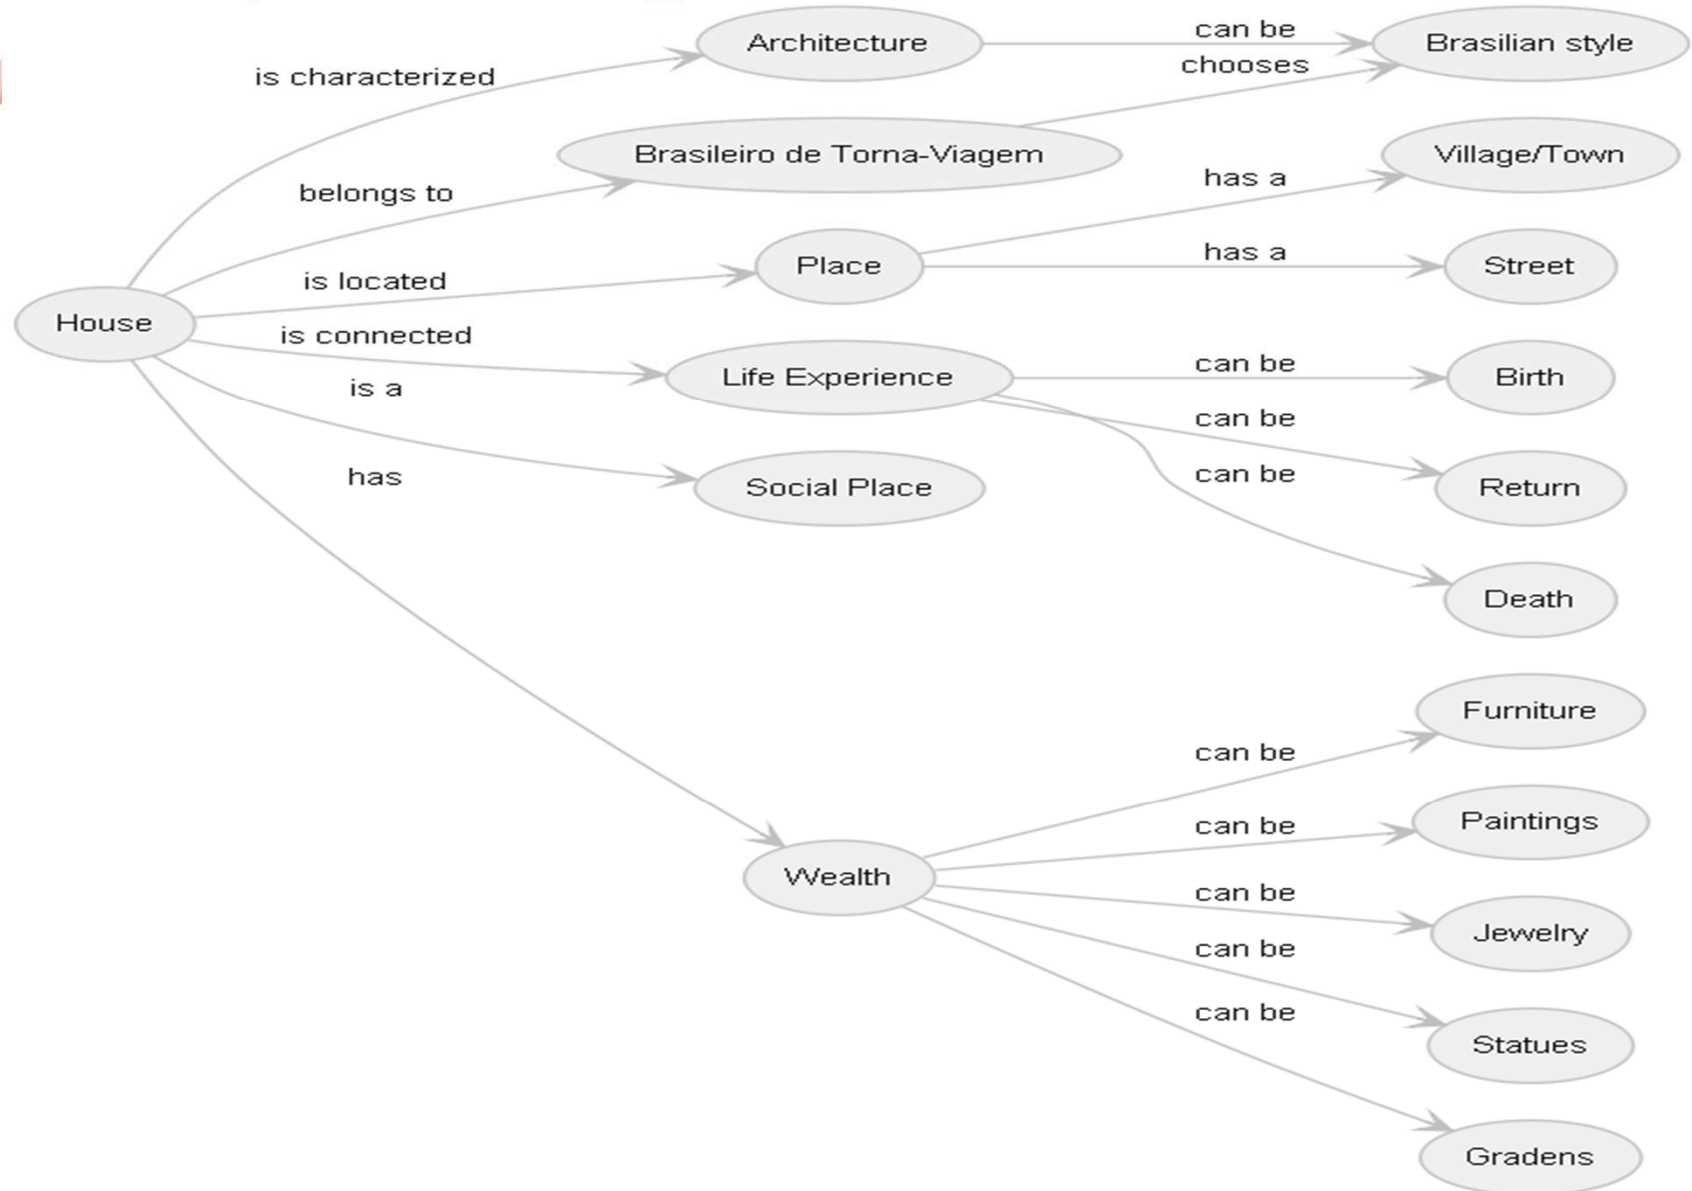 Architecture
can be
Brasilian style
is characterized
chooses
Brasileiro de Torna-Viagem
Village/Town
belongs to
has a
Place
has a
Street
is located
House
is connected
Life Experience
can be
Birth
is a
can be
has
Social Place
can be
Return
Death
Furniture
can be
can be
Paintings
Wealth
can be
Jewelry
can be
Statues
can be
Gradens